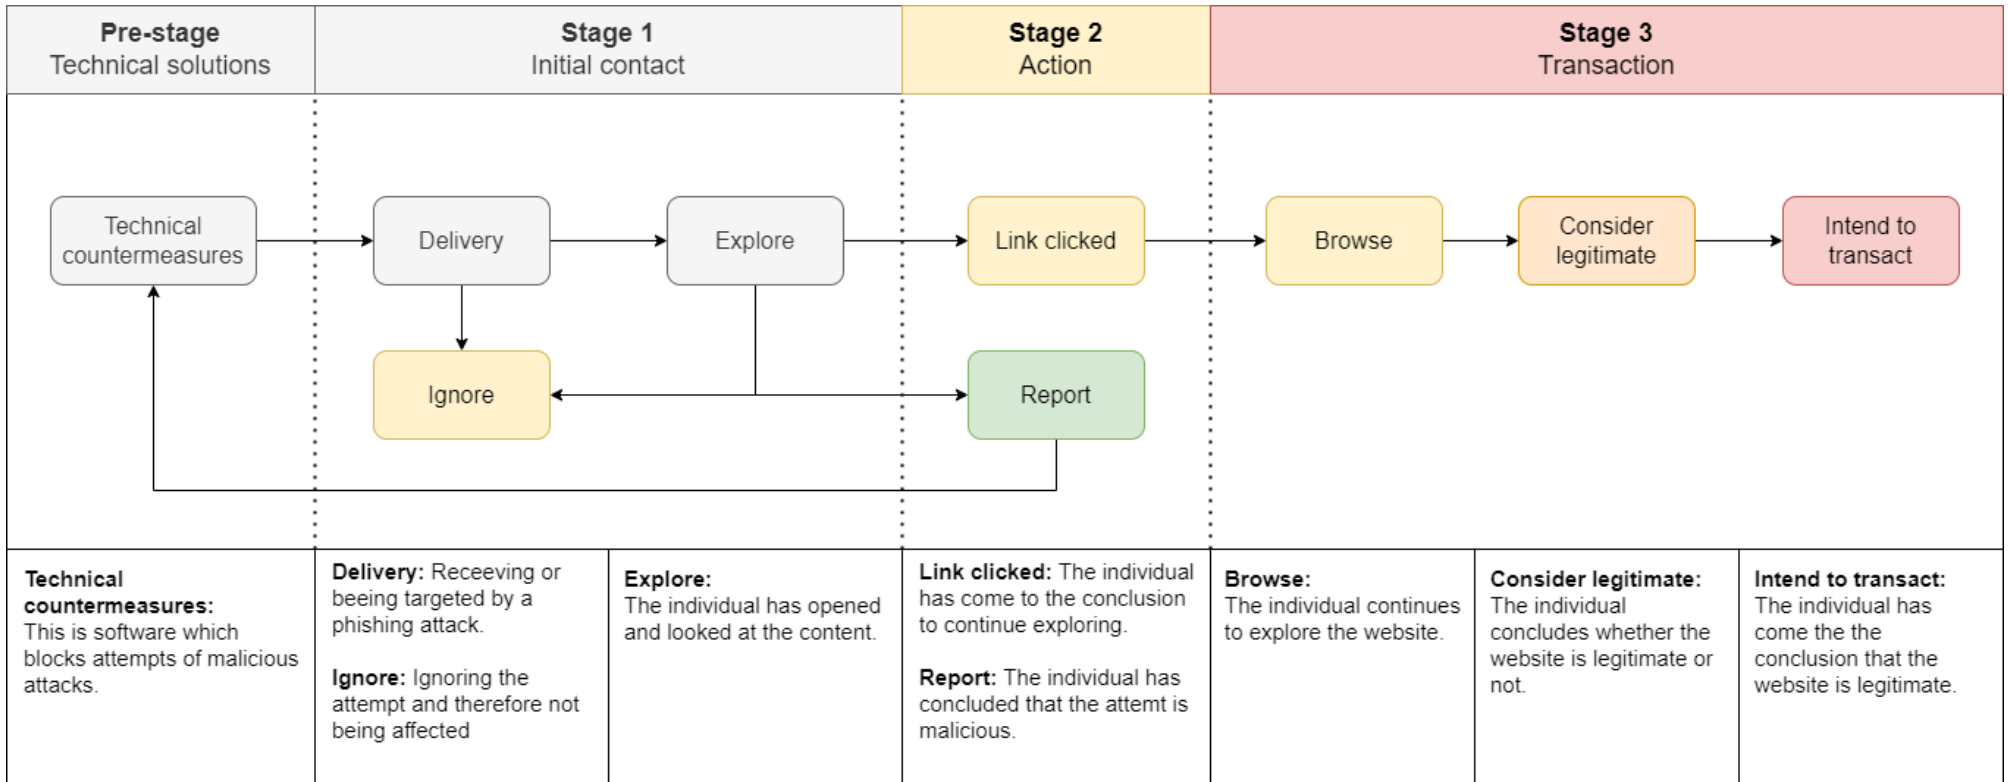 Pre-stage
Technical solutions
Stage 1
Initial contact
Stage 2
Action
Stage 3
Transaction
Technical
countermeasures
Delivery
Explore
Link clicked
Browse
Consider
legitimate
Intend to
transact
Ignore
Report
Technical
countermeasures:
This is software which
blocks attempts of malicious
attacks.
Delivery: Receeving or
beeing targeted by a
phishing attack.
Ignore: Ignoring the
attempt and therefore not
being affected
Explore:
The individual has opened
and looked at the content.
Link clicked: The individual
has come to the conclusion
to continue exploring.
Report: The individual has
concluded that the attemt is
malicious.
Browse:
The individual continues
to explore the website.
Consider legitimate:
The individual
concludes whether the
website is legitimate or
not.
Intend to transact:
The individual has
come the the
conclusion that the
website is legitimate.